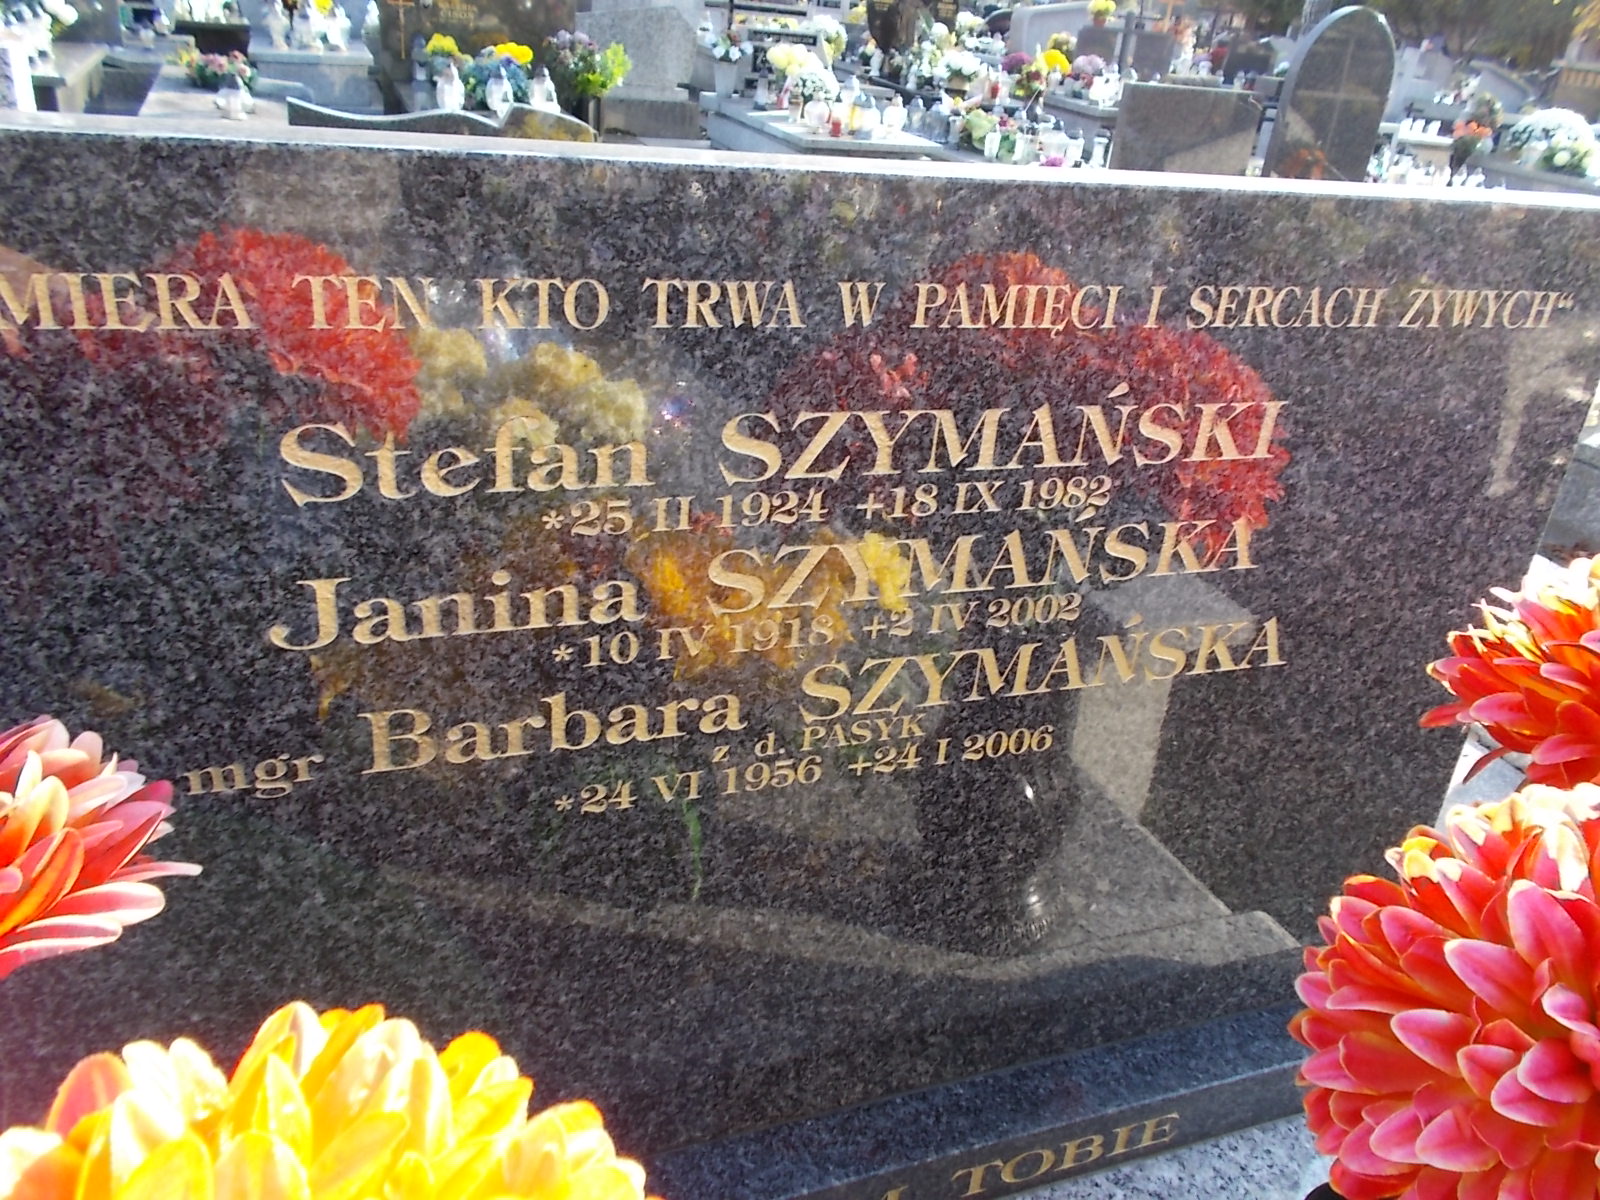 MIERA TEN KTO TRWA W PAMIĘCI I SERCACH ŻYWYCH“
Stefan SZYMAŃSKI
*25 II 1924 +18 IX 1982
Janina SZYMAŃSKA
*10 IV 1918 +2 IV 2002
mgr Barbara SZYMAŃSKA
z d. PASYK
*24 VI 1956 +24 I 2006
TOBIE